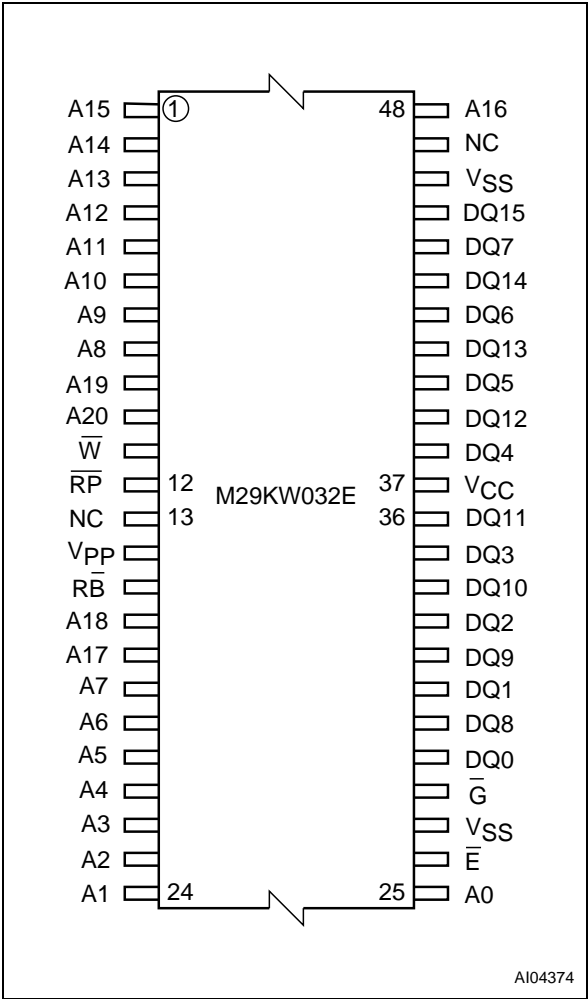 A15 ① 48 A16
A14 NC
A13 VSS
A12 DQ15
A11 DQ7
A10 DQ14
A9 DQ6
A8 DQ13
A19 DQ5
A20 DQ12
W̅ DQ4
R̅P̅ 12 37 VCC
M29KW032E
NC 13 36 DQ11
VPP DQ3
RB̅ DQ10
A18 DQ2
A17 DQ9
A7 DQ1
A6 DQ8
A5 DQ0
A4 G̅
A3 VSS
A2 E̅
A1 24 25 A0
AI04374